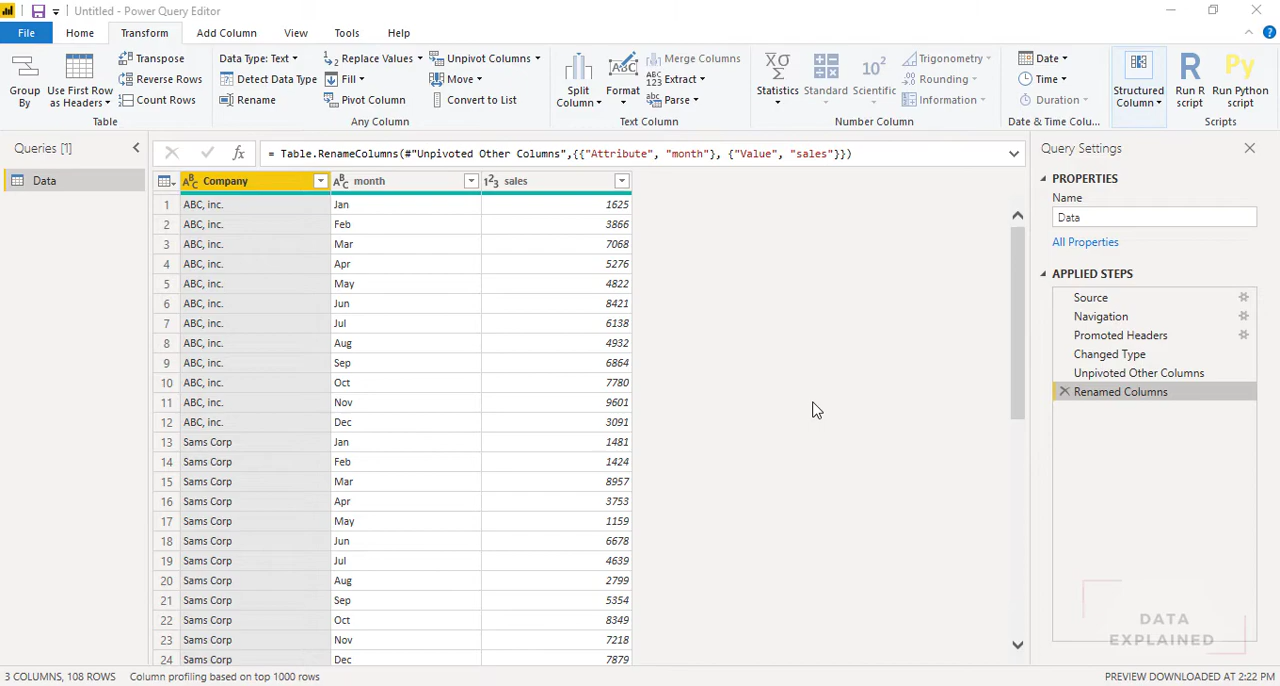 Untitled - Power Query Editor
File Home Transform Add Column View Tools Help
Group By
Use First Row as Headers
Transpose
Reverse Rows
Count Rows
Table
Data Type: Text
Detect Data Type
Rename
Replace Values
Fill
Pivot Column
Unpivot Columns
Move
Convert to List
Any Column
Split Column
Format
Merge Columns
Extract
Parse
Text Column
Statistics
Standard
Scientific
Trigonometry
Rounding
Information
Number Column
Date
Time
Duration
Date & Time Colu...
Structured Column
Run R script
Run Python script
Scripts
Queries [1]
Data
= Table.RenameColumns(#"Unpivoted Other Columns",{{"Attribute", "month"}, {"Value", "sales"}})
Company month sales
1 ABC, inc. Jan 1625
2 ABC, inc. Feb 3866
3 ABC, inc. Mar 7068
4 ABC, inc. Apr 5276
5 ABC, inc. May 4822
6 ABC, inc. Jun 8421
7 ABC, inc. Jul 6138
8 ABC, inc. Aug 4932
9 ABC, inc. Sep 6864
10 ABC, inc. Oct 7780
11 ABC, inc. Nov 9601
12 ABC, inc. Dec 3091
13 Sams Corp Jan 1481
14 Sams Corp Feb 1424
15 Sams Corp Mar 8957
16 Sams Corp Apr 3753
17 Sams Corp May 1159
18 Sams Corp Jun 6678
19 Sams Corp Jul 4639
20 Sams Corp Aug 2799
21 Sams Corp Sep 5354
22 Sams Corp Oct 8349
23 Sams Corp Nov 7218
24 Sams Corp Dec 7879
Query Settings
PROPERTIES
Name
Data
All Properties
APPLIED STEPS
Source
Navigation
Promoted Headers
Changed Type
Unpivoted Other Columns
Renamed Columns
DATA
EXPLAINED
3 COLUMNS, 108 ROWS Column profiling based on top 1000 rows
PREVIEW DOWNLOADED AT 2:22 PM